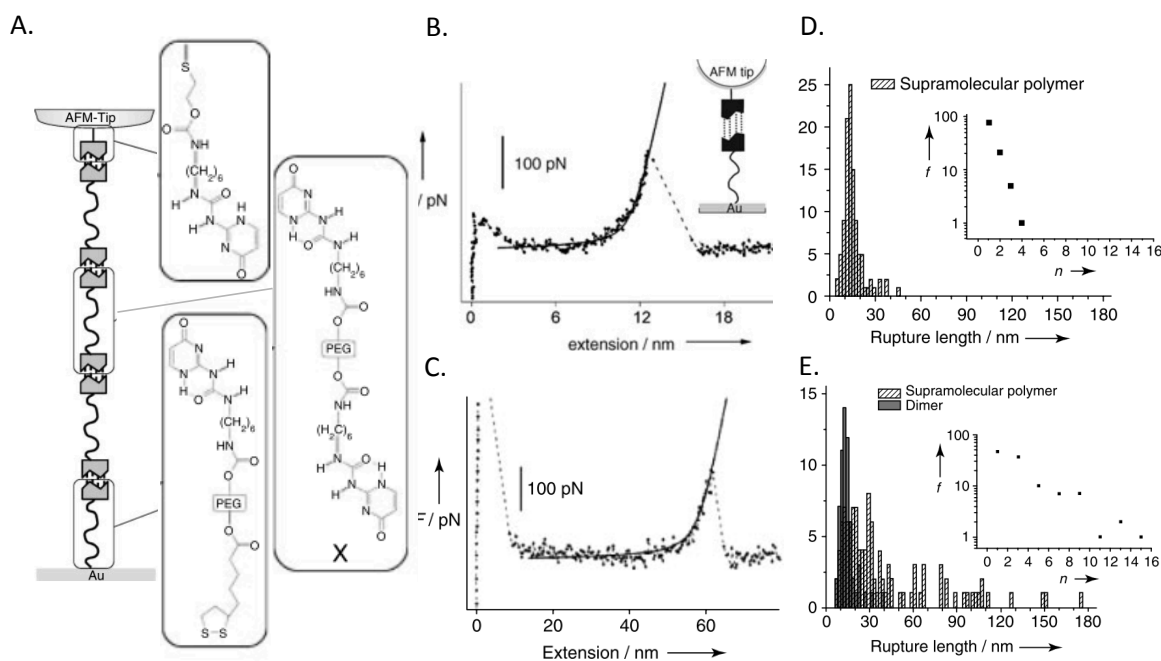 A.
AFM-Tip
Au
S
O
O
NH
(CH₂)₆
N
H
O
N
H
H
N
N
O
O
N
N
N
H
H
O
N
H
(CH₂)₆
HN
O
O
PEG
O
O
NH
(H₂C)₆
N
H
O
H
N
H
N
N
O
X
O
N
N
N
H
H
O
N
H
(CH₂)₆
HN
O
O
PEG
O
O
S-S
B.
/ pN
100 pN
AFM tip
Au
0
6
12
18
extension / nm
C.
F / pN
100 pN
0
20
40
60
Extension / nm
D.
Supramolecular polymer
25
20
15
10
5
0
0 30 60 90 120 150 180
Rupture length / nm
100
10
1
f
0 2 4 6 8 10 12 14 16
n
E.
Supramolecular polymer
Dimer
15
10
5
0
0 30 60 90 120 150 180
Rupture length / nm
100
10
1
f
0 2 4 6 8 10 12 14 16
n